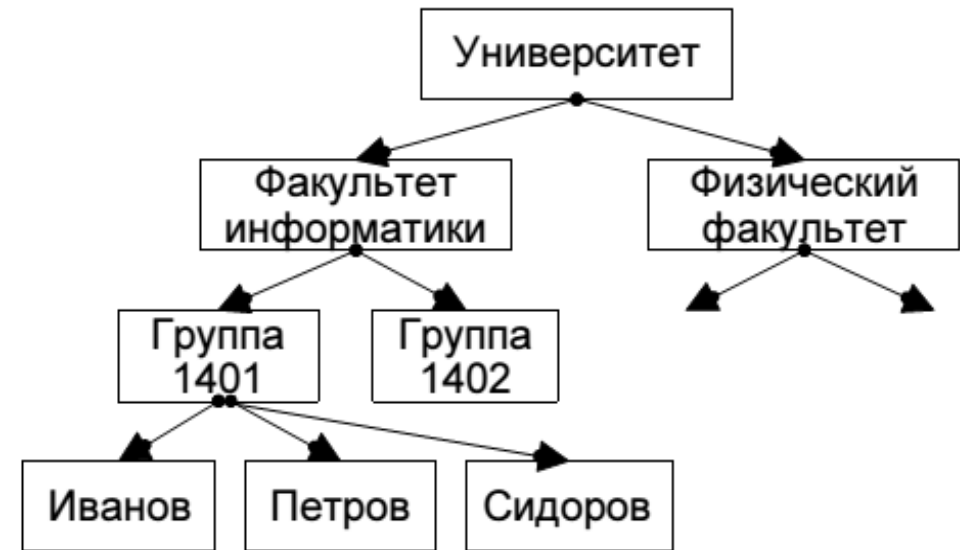 Университет
Факультет
информатики
Физический
факультет
Группа
1401
Группа
1402
Иванов
Петров
Сидоров